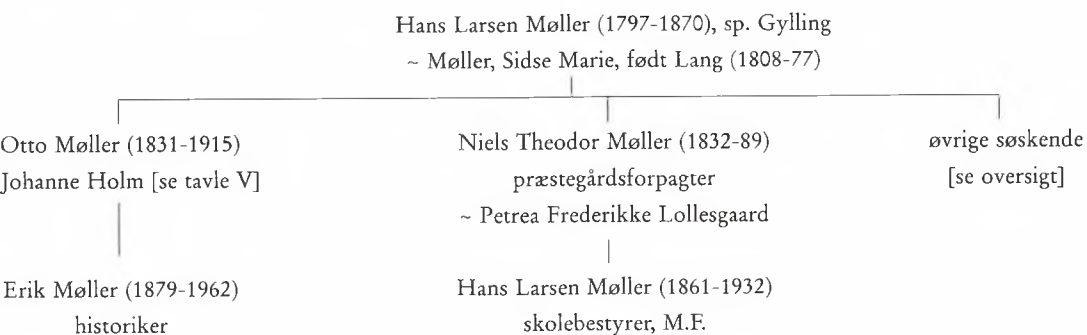 Hans Larsen Møller (1797-1870), sp. Gylling
~ Møller, Sidse Marie, født Lang (1808-77)
Otto Møller (1831-1915)
Johanne Holm [se tavle V]
Niels Theodor Møller (1832-89)
præstegårdsforpagter
~ Petrea Frederikke Lollesgaard
øvrige søskende
[se oversigt]
Erik Møller (1879-1962)
historiker
Hans Larsen Møller (1861-1932)
skolebestyrer, M.F.